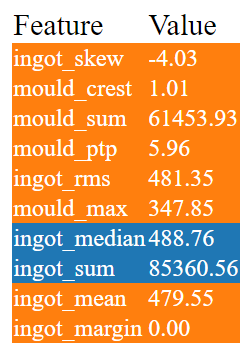 Feature Value
ingot_skew -4.03
mould_crest 1.01
mould_sum 61453.93
mould_ptp 5.96
ingot_rms 481.35
mould_max 347.85
ingot_median 488.76
ingot_sum 85360.56
ingot_mean 479.55
ingot_margin 0.00